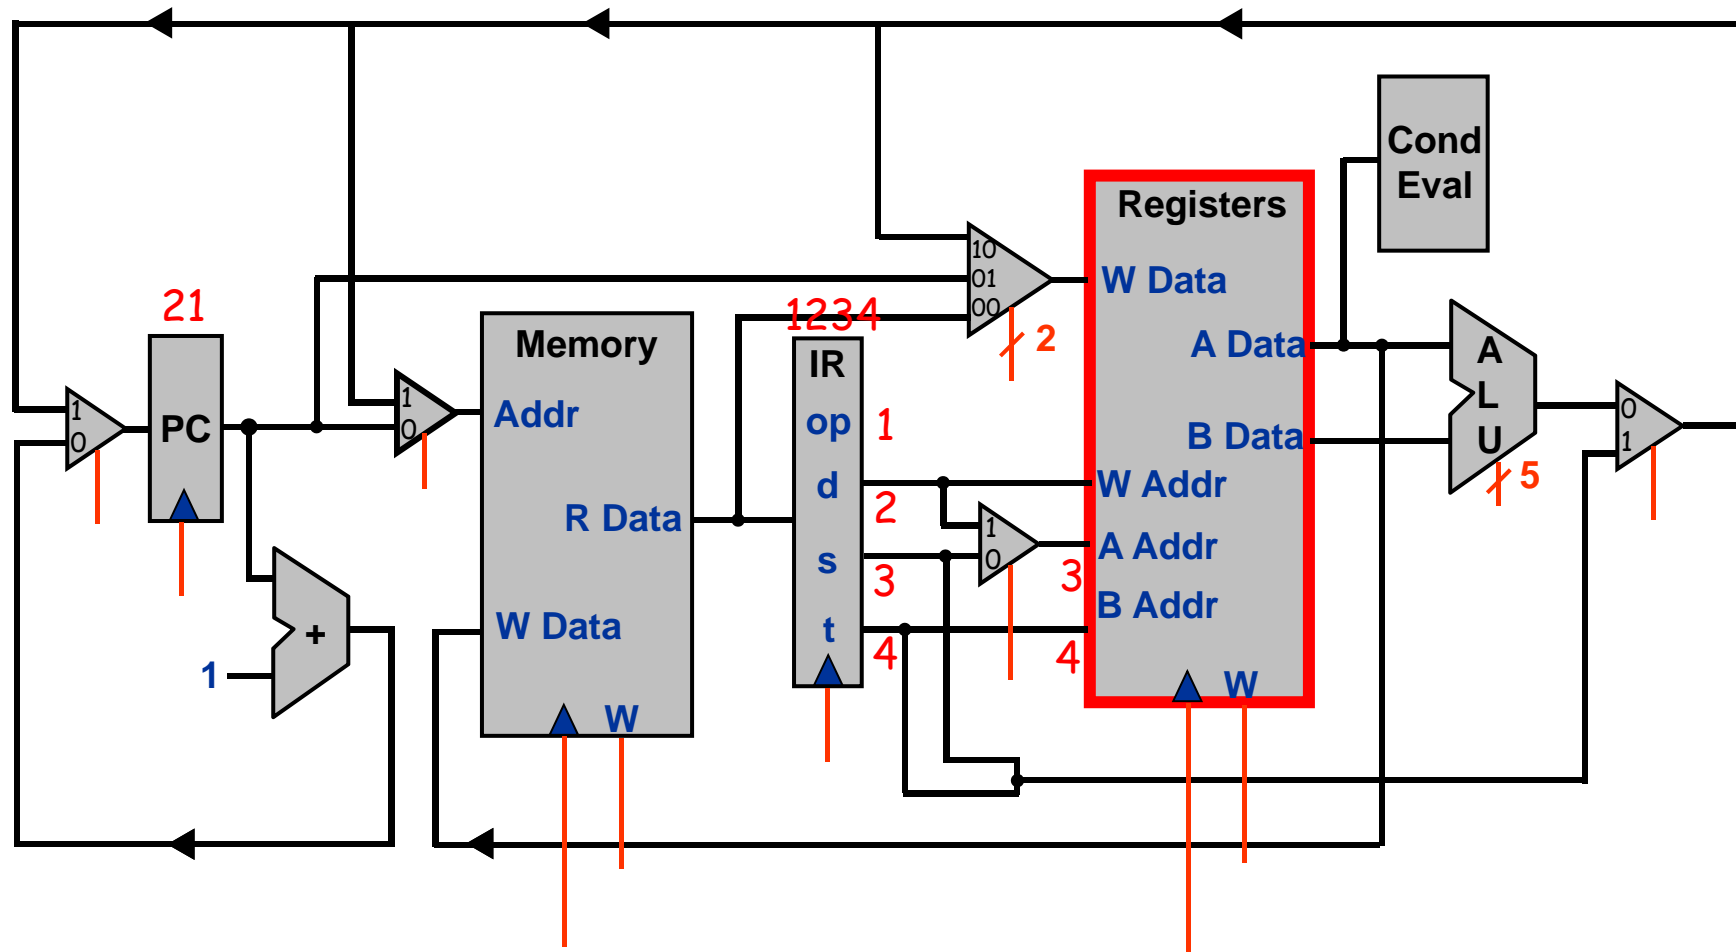 Cond
Eval
Registers
10
01
00
W Data
2
21
1234
Memory
IR
A Data
A
L
U
PC
1
0
1
0
Addr
op
1
B Data
0
1
5
d
2
W Addr
R Data
1
0
A Addr
s
3
3
B Addr
+
W Data
t
4
4
1
W
W